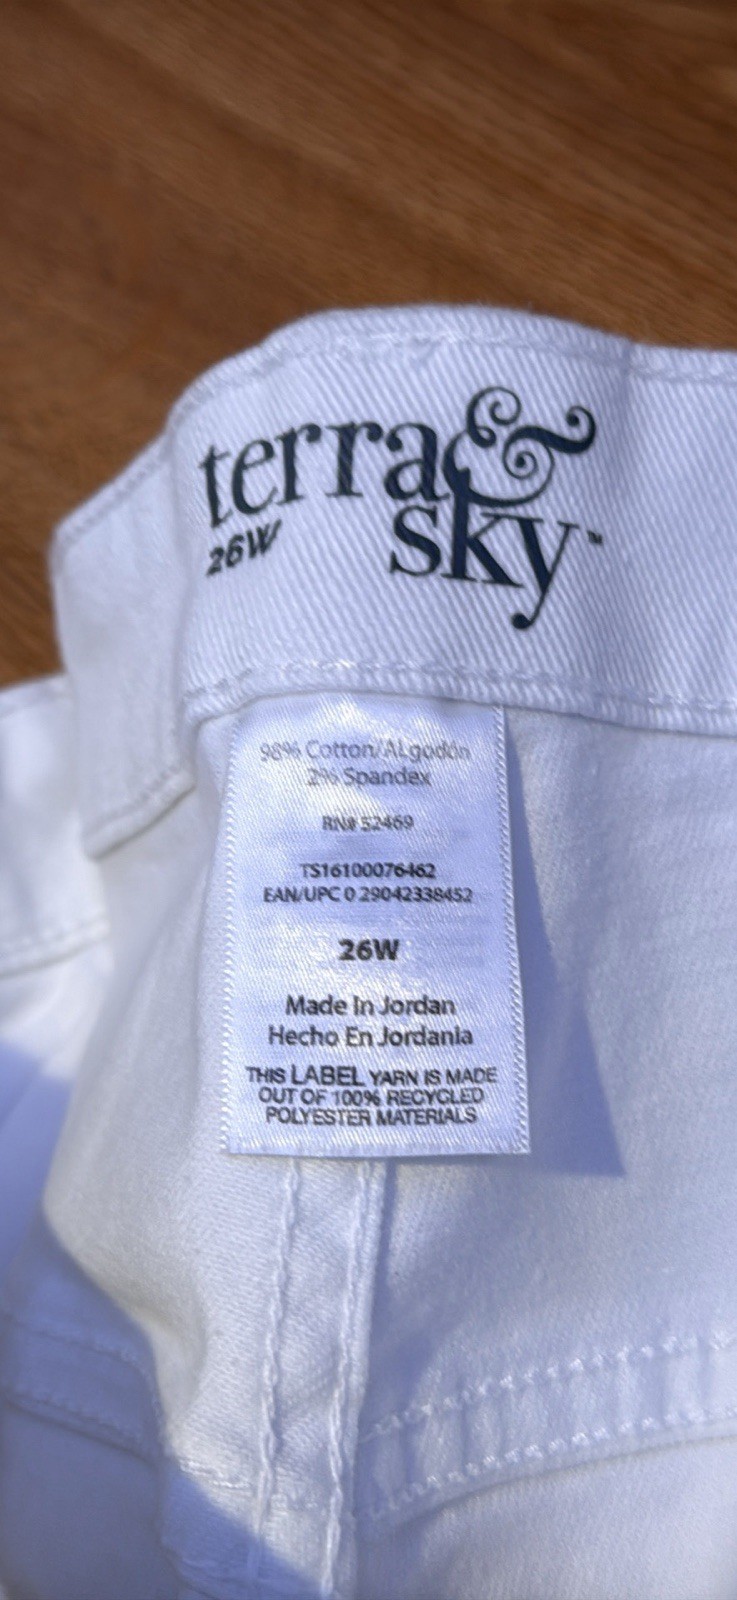 terra &
sky™
26W
98% Cotton/Algodón
2% Spandex
RN# 52469
TS16100076462
EAN/UPC 0 29042338452
26W
Made In Jordan
Hecho En Jordania
THIS LABEL YARN IS MADE
OUT OF 100% RECYCLED
POLYESTER MATERIALS